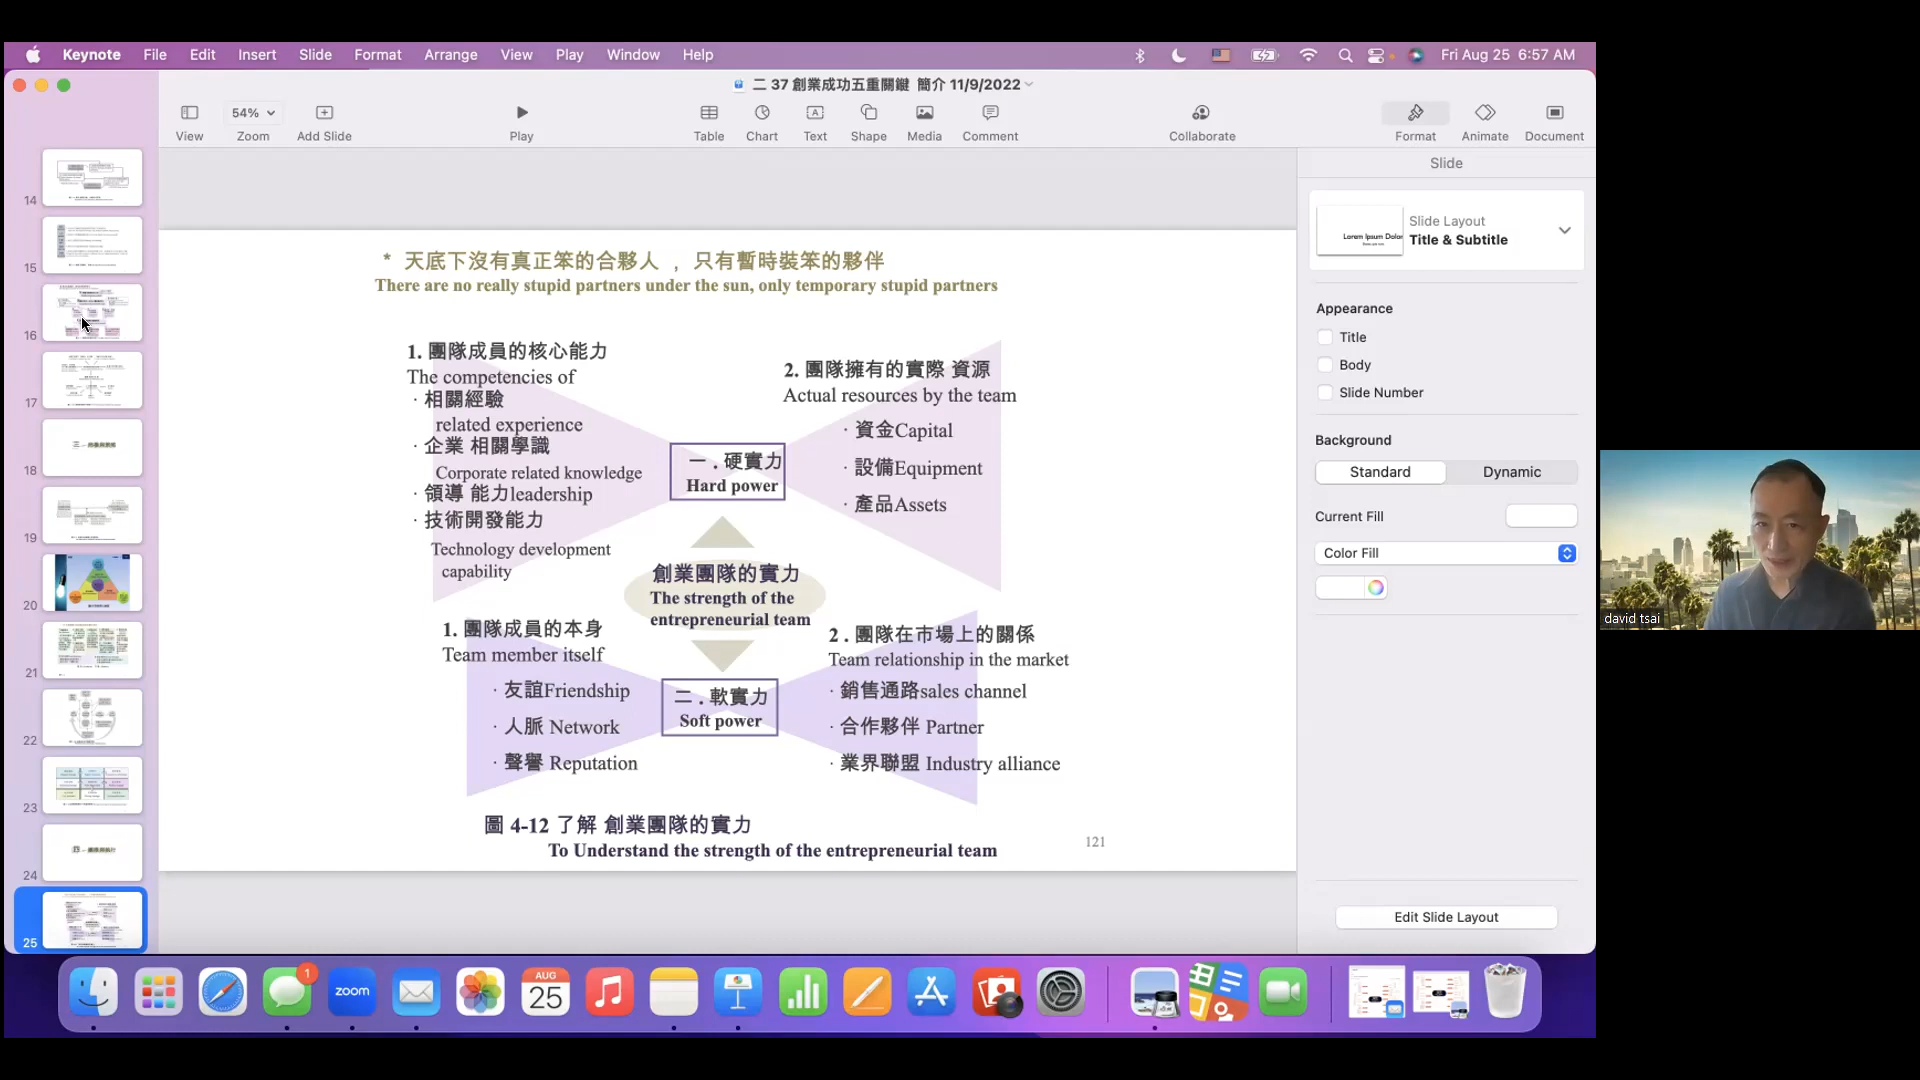 Keynote File Edit Insert Slide Format Arrange View Play Window Help Fri Aug 25 6:57 AM
二 37 創業成功五重關鍵 簡介 11/9/2022
54%
View Zoom Add Slide Play Table Chart Text Shape Media Comment Collaborate Format Animate Document
14
15
16
17
18
19
20
21
22
23
24
25
* 天底下沒有真正笨的合夥人 , 只有暫時裝笨的夥伴
There are no really stupid partners under the sun, only temporary stupid partners
1. 團隊成員的核心能力
The competencies of
· 相關經驗
related experience
· 企業 相關學識
Corporate related knowledge
· 領導 能力leadership
· 技術開發能力
Technology development
capability
2. 團隊擁有的實際 資源
Actual resources by the team
· 資金Capital
· 設備Equipment
· 產品Assets
一 . 硬實力
Hard power
創業團隊的實力
The strength of the
entrepreneurial team
1. 團隊成員的本身
Team member itself
· 友誼Friendship
· 人脈 Network
· 聲譽 Reputation
二 . 軟實力
Soft power
2 . 團隊在市場上的關係
Team relationship in the market
· 銷售通路sales channel
· 合作夥伴 Partner
· 業界聯盟 Industry alliance
圖 4-12 了解 創業團隊的實力
To Understand the strength of the entrepreneurial team
121
Slide
Lorem Ipsum Dolor
Slide Layout
Title & Subtitle
Appearance
Title
Body
Slide Number
Background
Standard Dynamic
Current Fill
Color Fill
Edit Slide Layout
david tsai
1
zoom
AUG
25